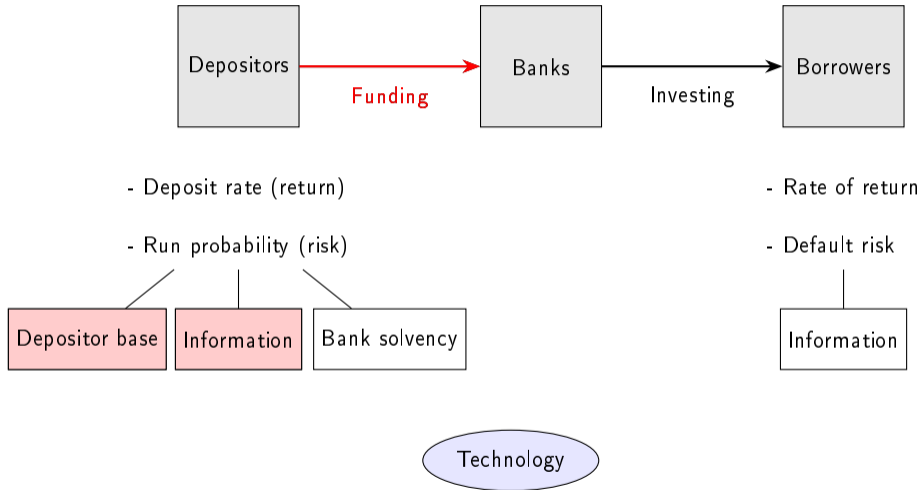 Depositors
Banks
Borrowers
Funding
Investing
- Deposit rate (return)
- Rate of return
- Run probability (risk)
- Default risk
Depositor base
Information
Bank solvency
Information
Technology